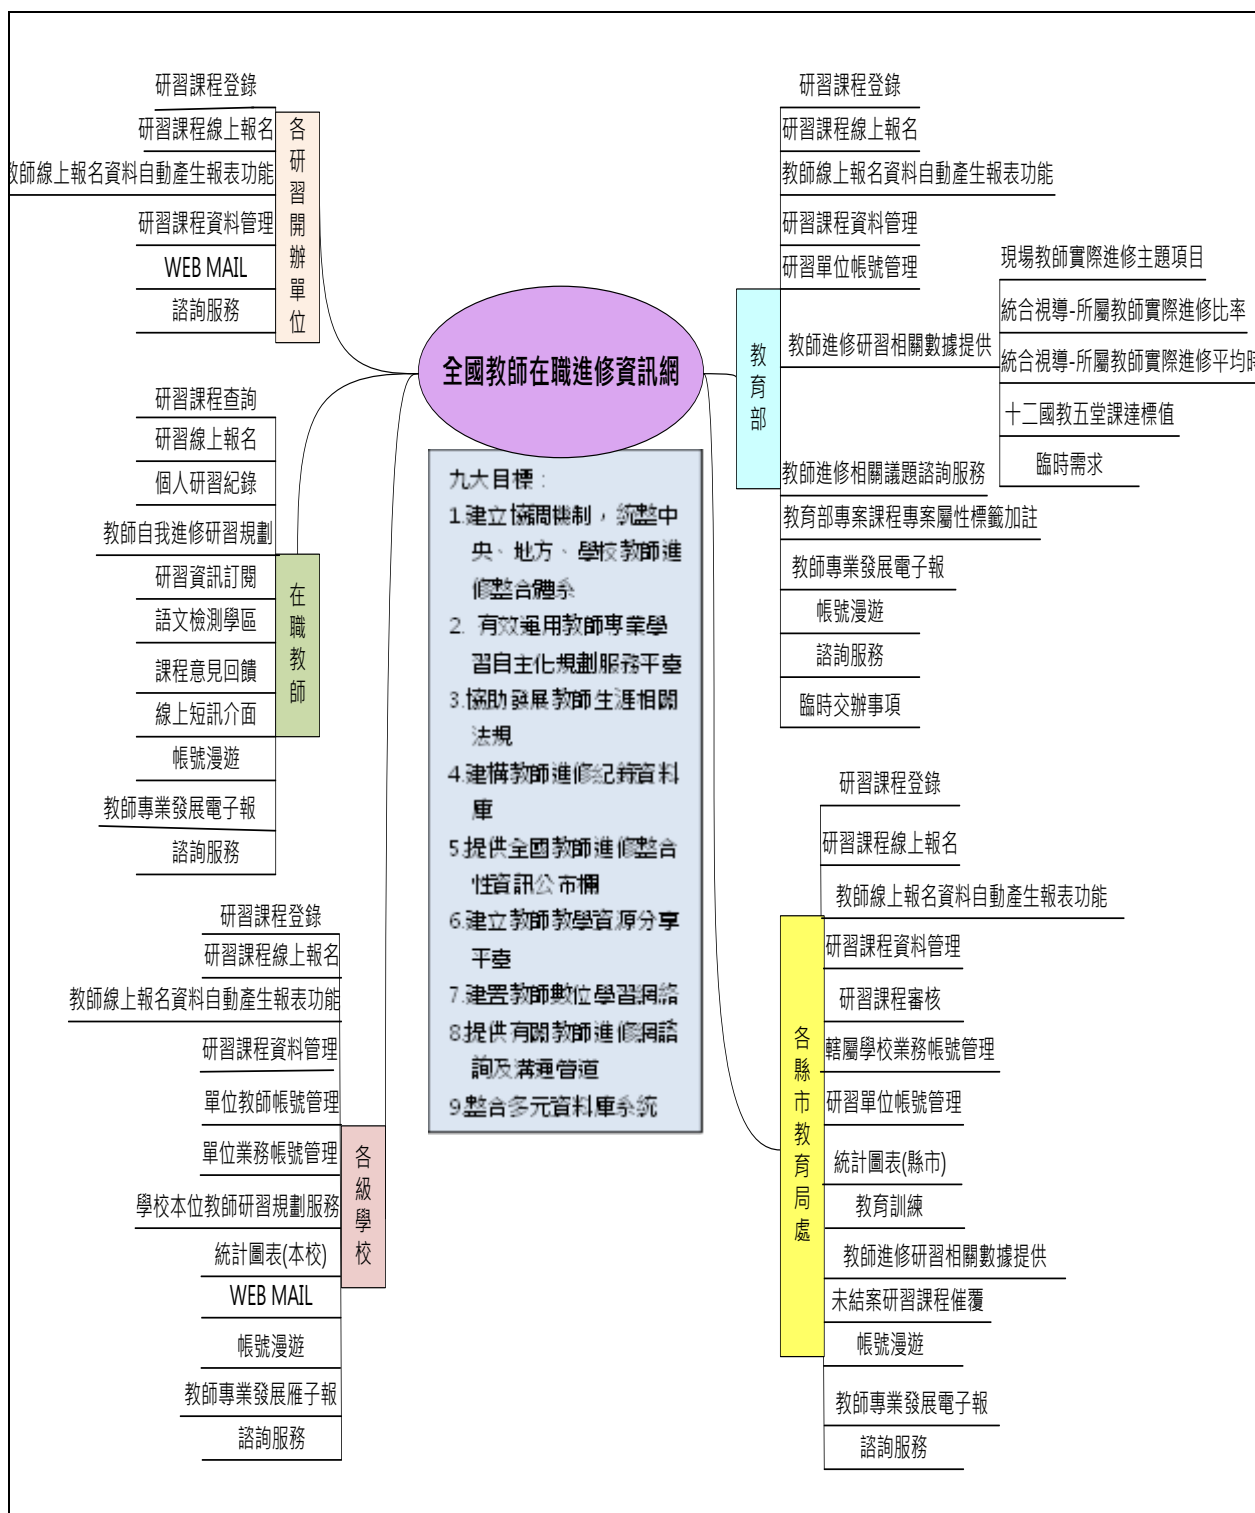 研習課程登錄
研習課程線上報名
教師線上報名資料自動產生報表功能
研習課程資料管理
WEB MAIL
諮詢服務
各研習開辦單位
研習課程查詢
研習線上報名
個人研習紀錄
教師自我進修研習規劃
研習資訊訂閱
語文檢測學區
課程意見回饋
線上短訊介面
帳號漫遊
教師專業發展電子報
諮詢服務
在職教師
研習課程登錄
研習課程線上報名
教師線上報名資料自動產生報表功能
研習課程資料管理
單位教師帳號管理
單位業務帳號管理
學校本位教師研習規劃服務
統計圖表(本校)
WEB MAIL
帳號漫遊
教師專業發展雁子報
諮詢服務
各級學校
全國教師在職進修資訊網
九大目標：
1.建立協調機制，統整中
央、地方、學校教師進
修整合體系
2. 有效運用教師專業學
習自主化規劃服務平臺
3.協助發展教師生涯相關
法規
4.建構教師進修紀錄資料
庫
5.提供全國教師進修整合
性資訊公布欄
6.建立教師教學資源分享
平臺
7.建置教師數位學習網絡
8.提供有關教師進修網諮
詢及溝通管道
9.整合多元資料庫系統
研習課程登錄
研習課程線上報名
教師線上報名資料自動產生報表功能
研習課程資料管理
研習單位帳號管理
教師進修研習相關數據提供
現場教師實際進修主題項目
統合視導-所屬教師實際進修比率
統合視導-所屬教師實際進修平均時
十二國教五堂課達標值
臨時需求
教師進修相關議題諮詢服務
教育部專案課程專案屬性標籤加註
教師專業發展電子報
帳號漫遊
諮詢服務
臨時交辦事項
教育部
研習課程登錄
研習課程線上報名
教師線上報名資料自動產生報表功能
研習課程資料管理
研習課程審核
轄屬學校業務帳號管理
研習單位帳號管理
統計圖表(縣市)
教育訓練
教師進修研習相關數據提供
未結案研習課程催覆
帳號漫遊
教師專業發展電子報
諮詢服務
各縣市教育局處